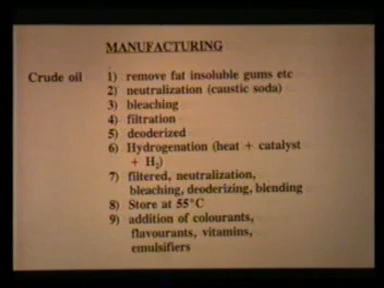 MANUFACTURING
Crude oil 1) remove fat insoluble gums etc
2) neutralization (caustic soda)
3) bleaching
4) filtration
5) deoderized
6) Hydrogenation (heat + catalyst
+ H₂)
7) filtered, neutralization,
bleaching, deodorizing, blending
8) Store at 55°C
9) addition of colourants,
flavourants, vitamins,
emulsifiers